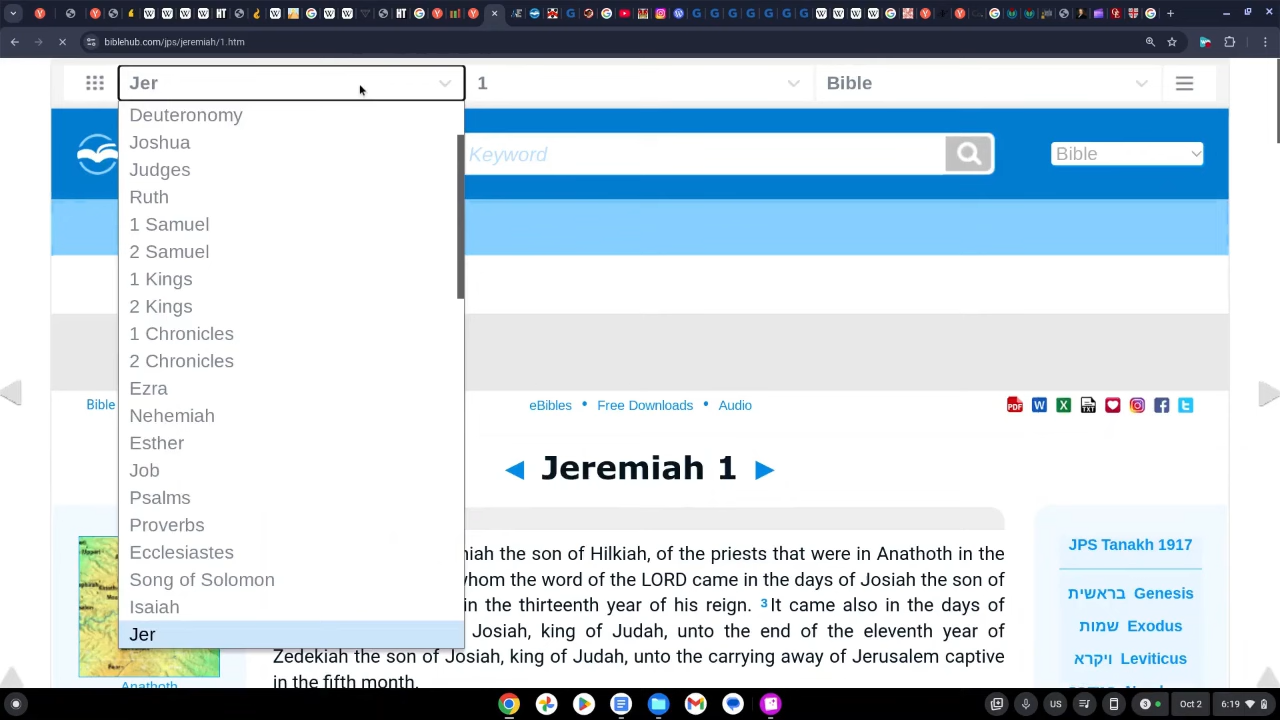 biblehub.com/jps/jeremiah/1.htm
Jer
1
Bible
Deuteronomy
Joshua
Judges
Ruth
1 Samuel
2 Samuel
1 Kings
2 Kings
1 Chronicles
2 Chronicles
Ezra
Nehemiah
Esther
Job
Psalms
Proverbs
Ecclesiastes
Song of Solomon
Isaiah
Jer
Keyword
Bible
Bible
eBibles • Free Downloads • Audio
PDF
W
X
TXT
◄ Jeremiah 1 ►
iah the son of Hilkiah, of the priests that were in Anathoth in the
whom the word of the LORD came in the days of Josiah the son of
in the thirteenth year of his reign. 3 It came also in the days of
Josiah, king of Judah, unto the end of the eleventh year of
Zedekiah the son of Josiah, king of Judah, unto the carrying away of Jerusalem captive
in the fifth month.
Anathoth
JPS Tanakh 1917
בראשית Genesis
שמות Exodus
ויקרא Leviticus
US
3
Oct 2
6:19